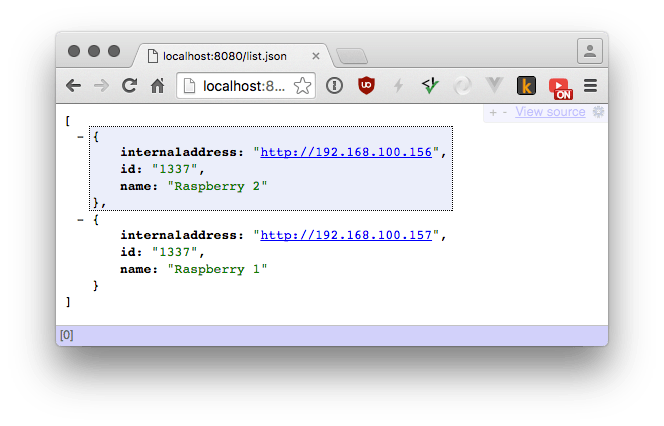 localhost:8080/list.json
localhost:8...
ON
+ - View source
[
- {
internaladdress: "http://192.168.100.156",
id: "1337",
name: "Raspberry 2"
},
- {
internaladdress: "http://192.168.100.157",
id: "1337",
name: "Raspberry 1"
}
]
[0]